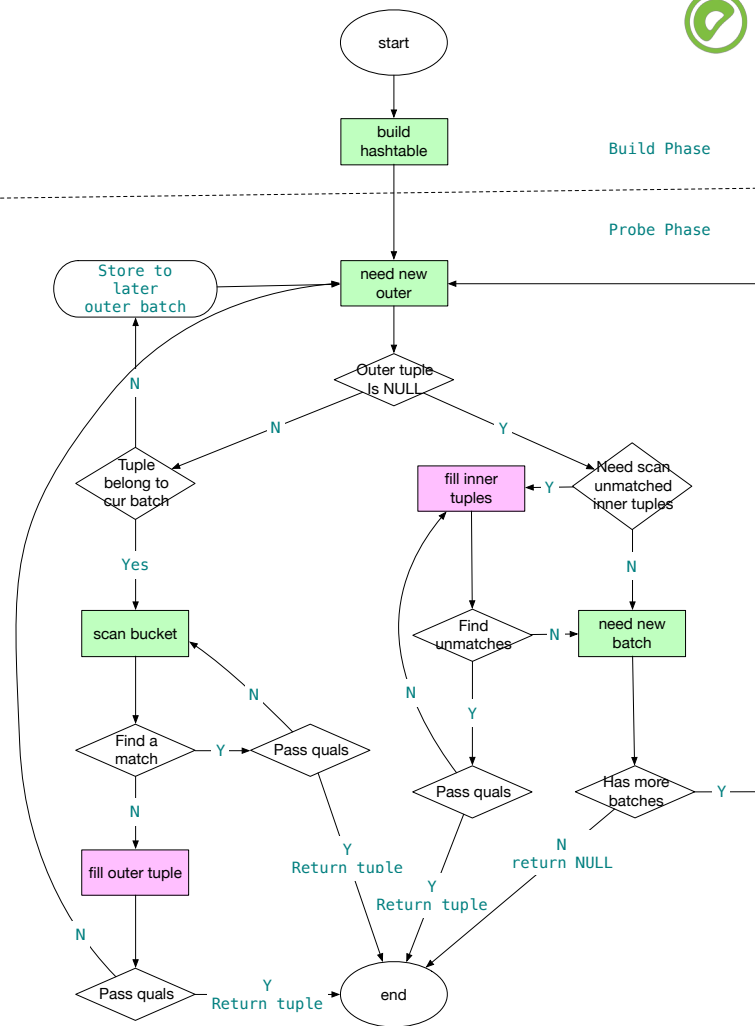 start
build
hashtable
Build Phase
Probe Phase
Store to
later
outer batch
need new
outer
Outer tuple
Is NULL
N
N
Y
Tuple
belong to
cur batch
fill inner
tuples
Y
Need scan
unmatched
inner tuples
Yes
N
scan bucket
Find
unmatches
N
need new
batch
N
N
Y
Find a
match
Y
Pass quals
Pass quals
Has more
batches
Y
N
Y
Return tuple
N
return NULL
fill outer tuple
Y
Return tuple
N
Pass quals
Y
Return tuple
end